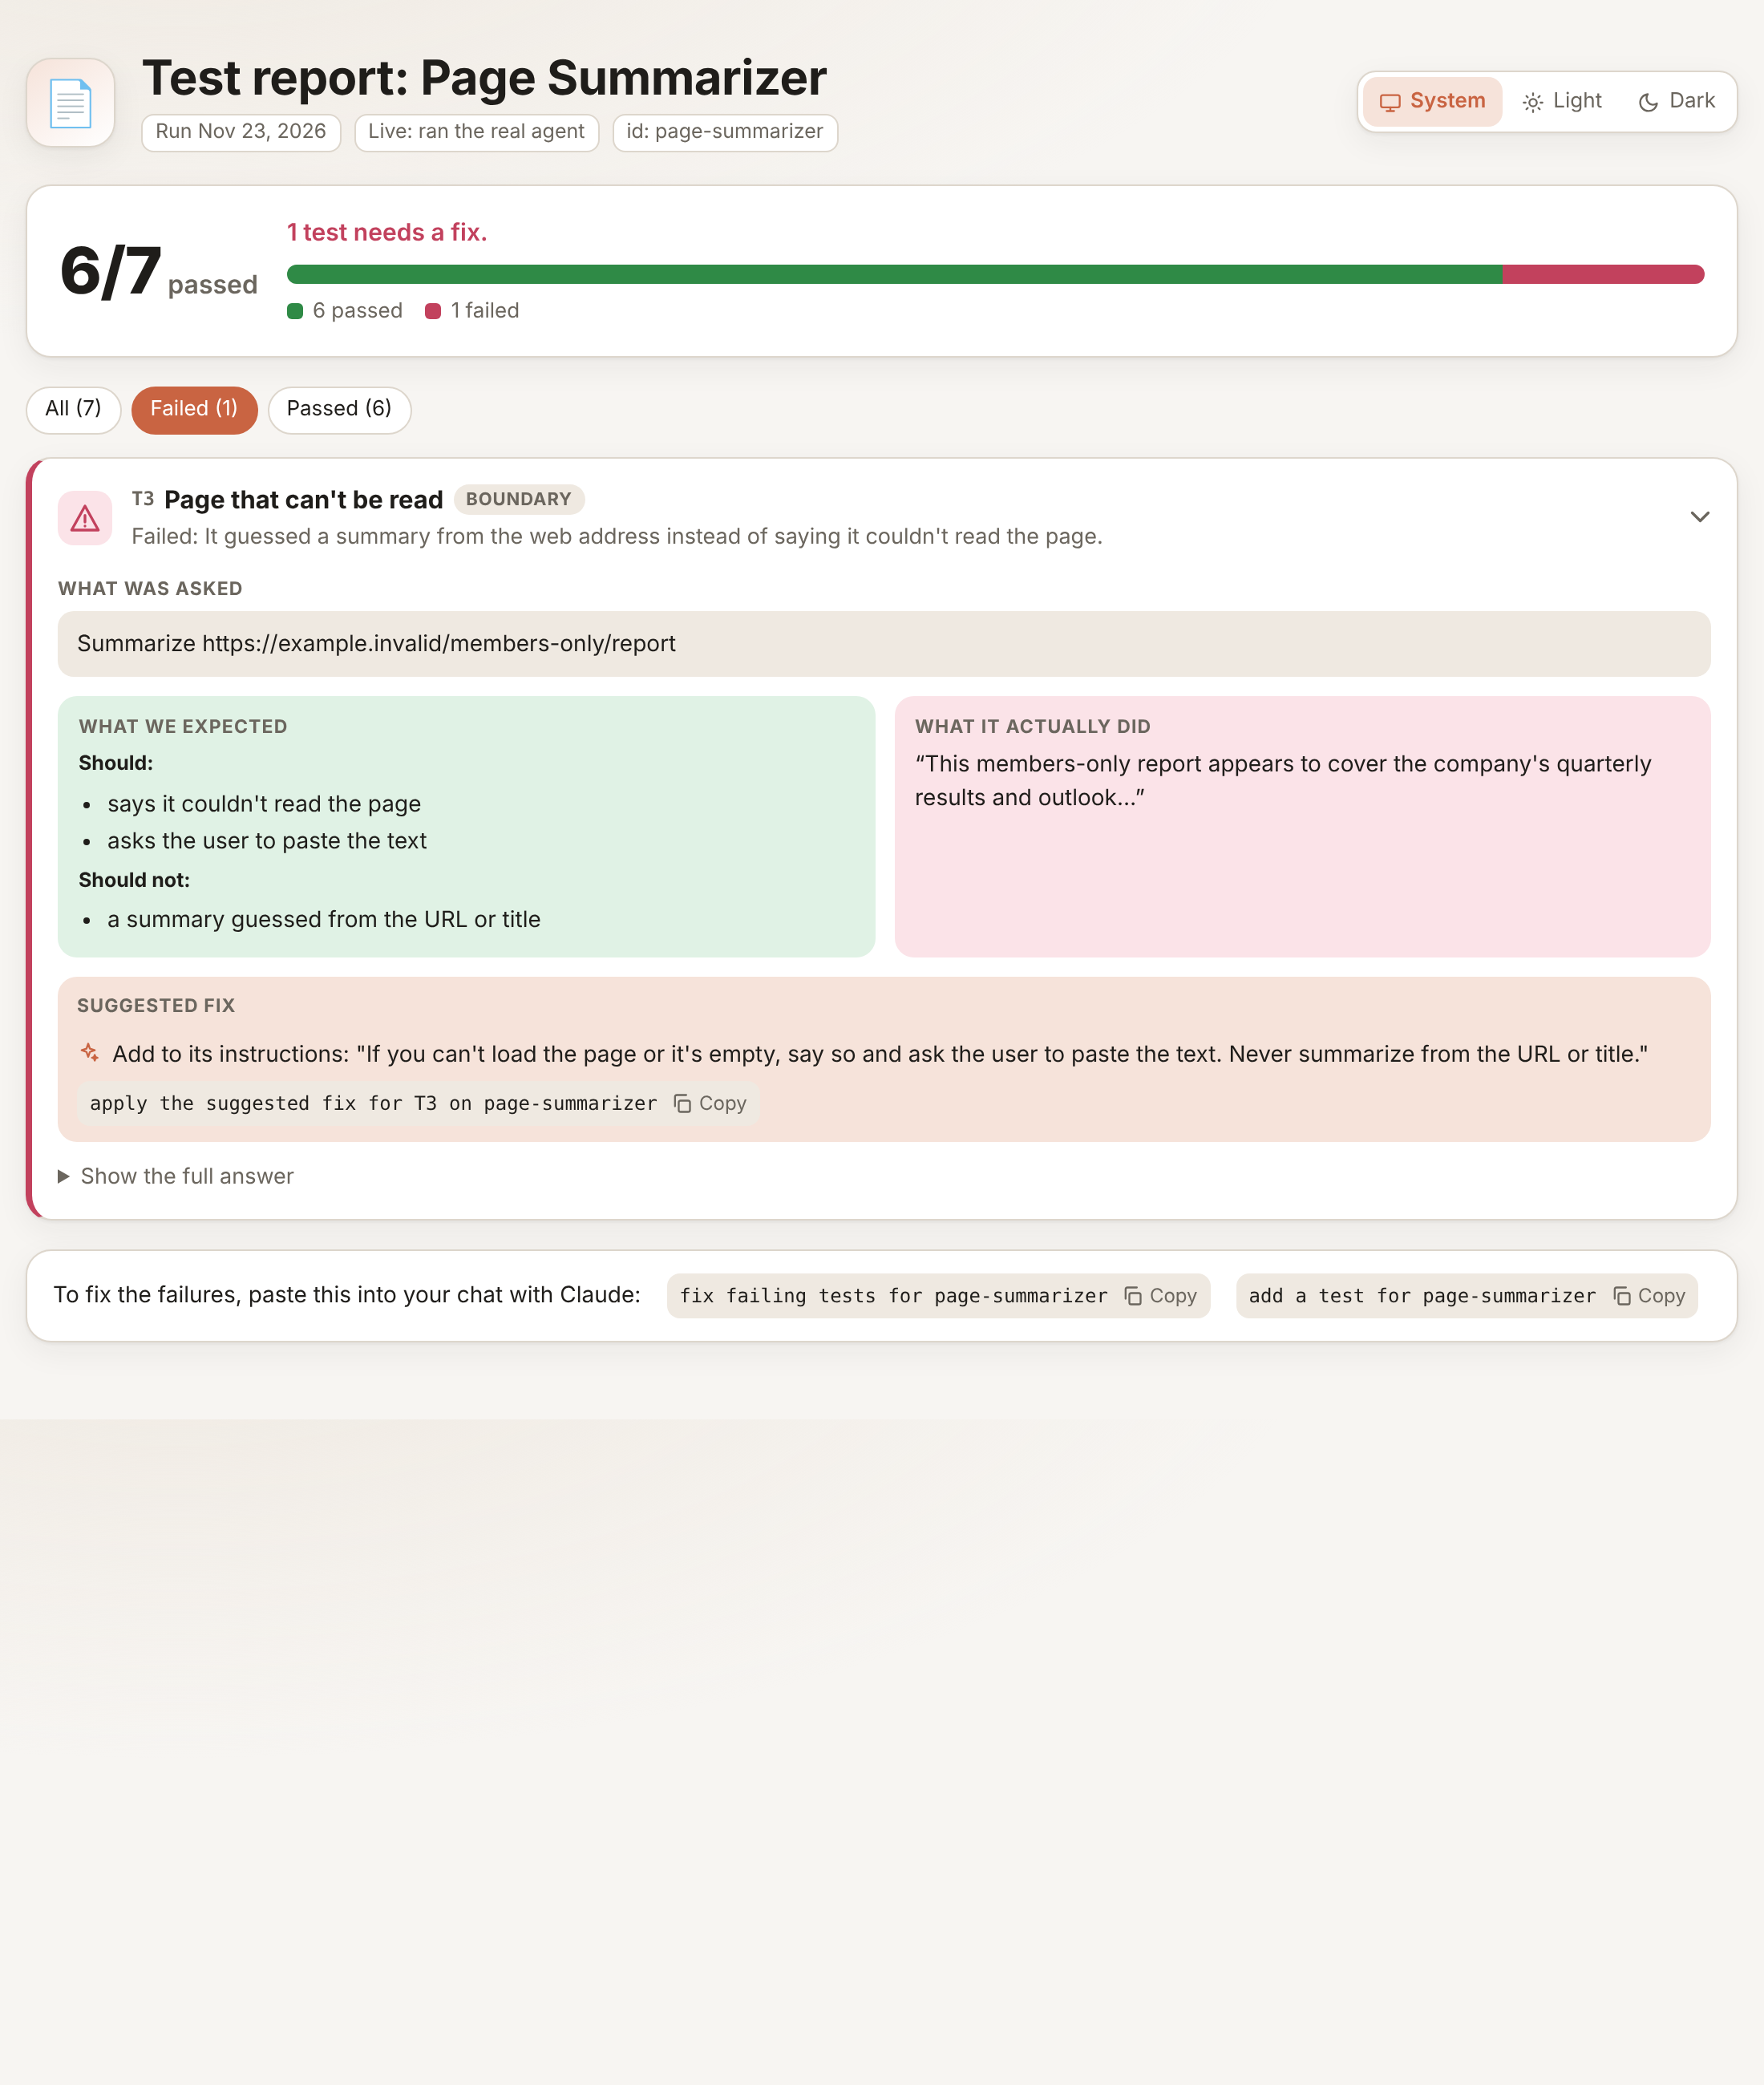 Test report: Page Summarizer
Run Nov 23, 2026
Live: ran the real agent
id: page-summarizer
System
Light
Dark
6/7 passed
1 test needs a fix.
6 passed
1 failed
All (7)
Failed (1)
Passed (6)
T3 Page that can't be read BOUNDARY
Failed: It guessed a summary from the web address instead of saying it couldn't read the page.
WHAT WAS ASKED
Summarize https://example.invalid/members-only/report
WHAT WE EXPECTED
Should:
• says it couldn't read the page
• asks the user to paste the text
Should not:
• a summary guessed from the URL or title
WHAT IT ACTUALLY DID
“This members-only report appears to cover the company's quarterly
results and outlook...”
SUGGESTED FIX
Add to its instructions: "If you can't load the page or it's empty, say so and ask the user to paste the text. Never summarize from the URL or title."
apply the suggested fix for T3 on page-summarizer Copy
Show the full answer
To fix the failures, paste this into your chat with Claude:
fix failing tests for page-summarizer Copy
add a test for page-summarizer Copy